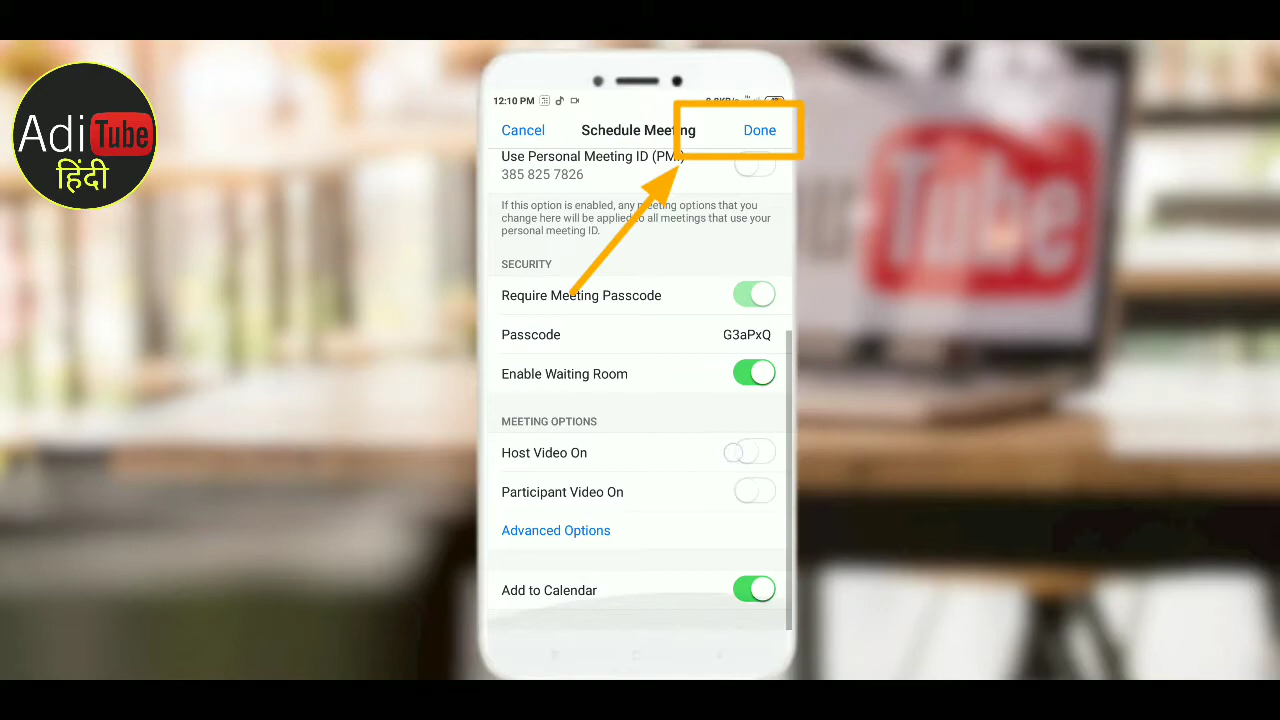 Adi Tube
हिंदी
12:10 PM
Cancel Schedule Meeting Done
Use Personal Meeting ID (PMI)
385 825 7826
If this option is enabled, any meeting options that you
change here will be applied to all meetings that use your
personal meeting ID.
SECURITY
Require Meeting Passcode
Passcode G3aPxQ
Enable Waiting Room
MEETING OPTIONS
Host Video On
Participant Video On
Advanced Options
Add to Calendar
Tube